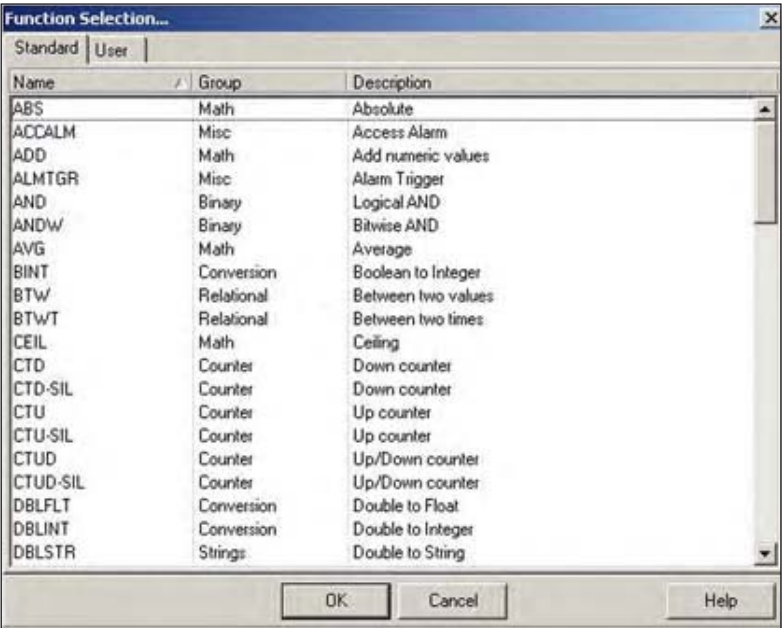 Function Selection...
Standard User
Name Group Description
ABS Math Absolute
ACCALM Misc Access Alarm
ADD Math Add numeric values
ALMTGR Misc Alarm Trigger
AND Binary Logical AND
ANDW Binary Bitwise AND
AVG Math Average
BINT Conversion Boolean to Integer
BTW Relational Between two values
BTWT Relational Between two times
CEIL Math Ceiling
CTD Counter Down counter
CTD-SIL Counter Down counter
CTU Counter Up counter
CTU-SIL Counter Up counter
CTUD Counter Up/Down counter
CTUD-SIL Counter Up/Down counter
DBLFLT Conversion Double to Float
DBLINT Conversion Double to Integer
DBLSTR Strings Double to String
OK Cancel Help